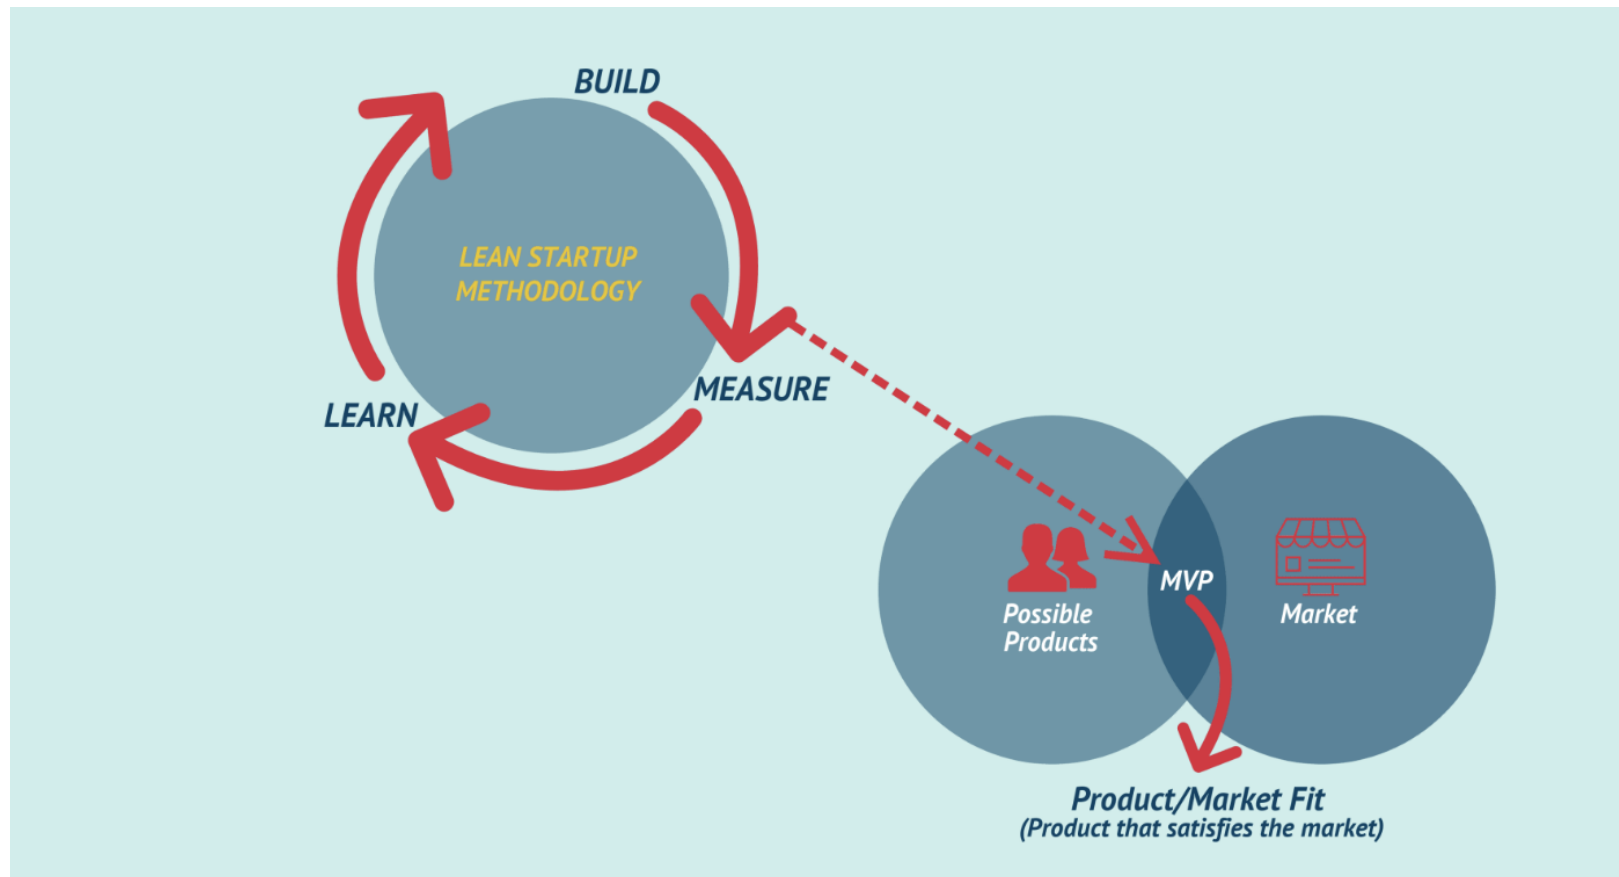 BUILD
LEAN STARTUP
METHODOLOGY
MEASURE
LEARN
MVP
Possible
Products
Market
Product/Market Fit
(Product that satisfies the market)